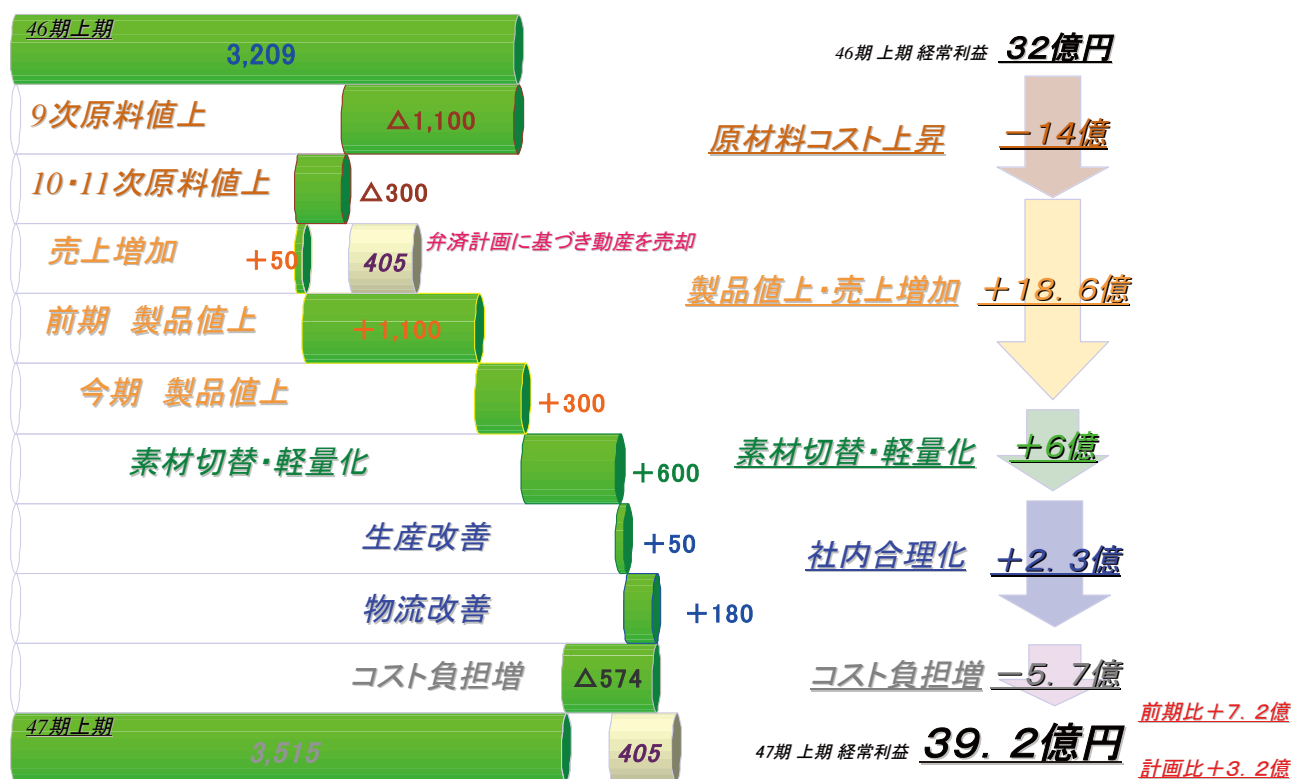 46期上期
3,209
9次原料値上
△1,100
10・11次原料値上
△300
売上増加
+50
405
弁済計画に基づき動産を売却
前期 製品値上
+1,100
今期 製品値上
+300
素材切替・軽量化
+600
生産改善
+50
物流改善
+180
コスト負担増
△574
47期上期
3,515
405
46期 上期 経常利益 32億円
原材料コスト上昇 -14億
製品値上・売上増加 +18.6億
素材切替・軽量化 +6億
社内合理化 +2.3億
コスト負担増 -5.7億
47期 上期 経常利益 39.2億円
前期比+7.2億
計画比+3.2億